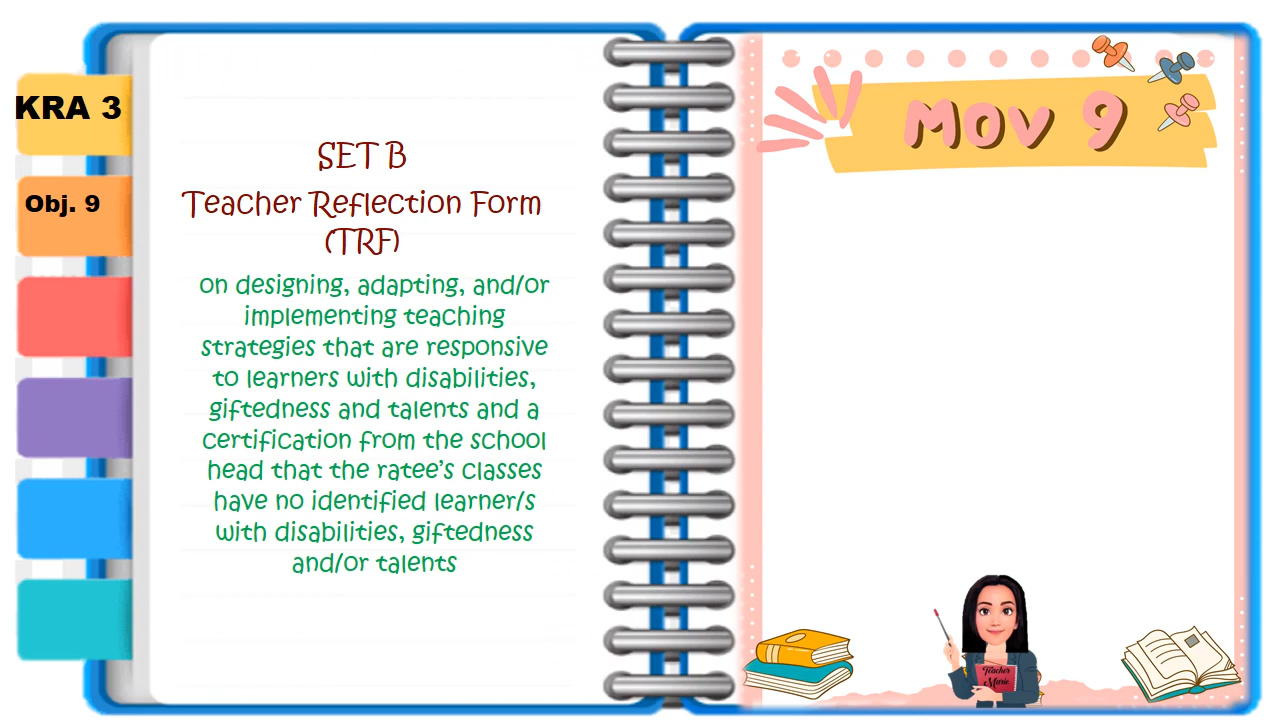 KRA 3
Obj. 9
SET B
Teacher Reflection Form
(TRF)
on designing, adapting, and/or
implementing teaching
strategies that are responsive
to learners with disabilities,
giftedness and talents and a
certification from the school
head that the ratee’s classes
have no identified learner/s
with disabilities, giftedness
and/or talents
Mov 9
Teacher
Marie